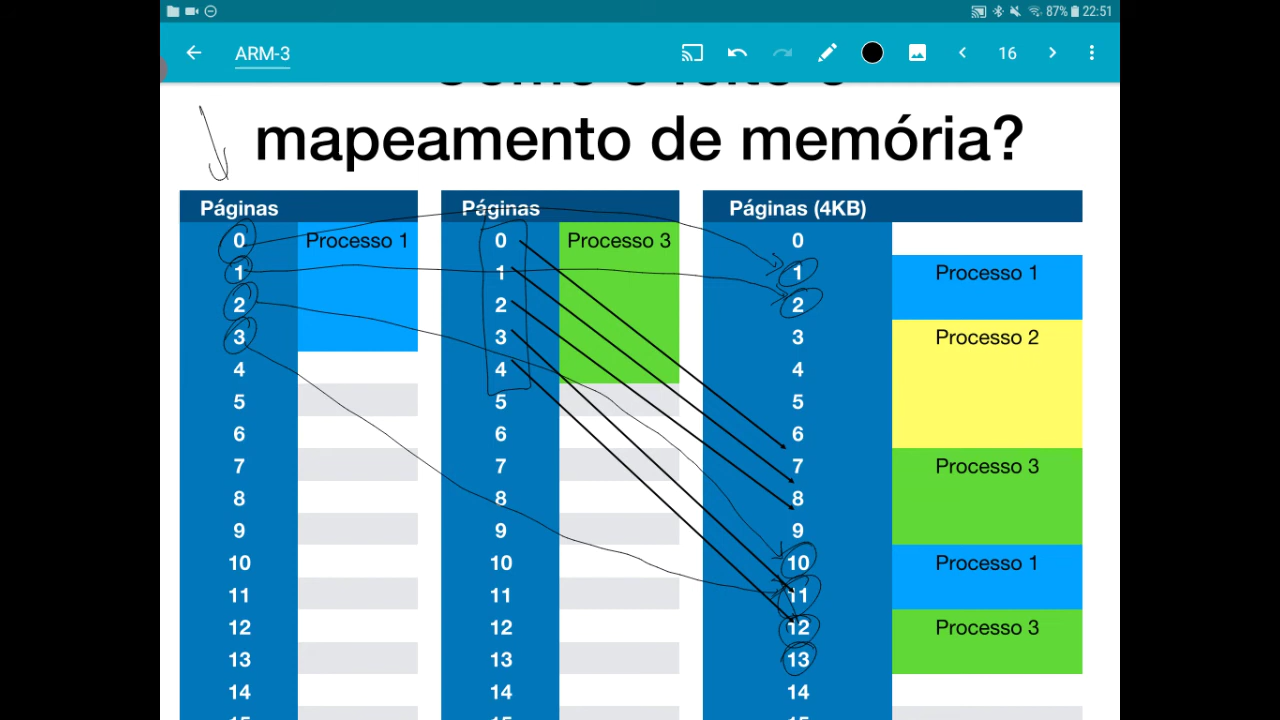 87% 22:51
ARM-3
16
mapeamento de memória?
Páginas Páginas Páginas (4KB)
0 Processo 1 0 Processo 3 0
1 1 1 Processo 1
2 2 2
3 3 3 Processo 2
4 4 4
5 5 5
6 6 6
7 7 7 Processo 3
8 8 8
9 9 9
10 10 10 Processo 1
11 11 11
12 12 12 Processo 3
13 13 13
14 14 14